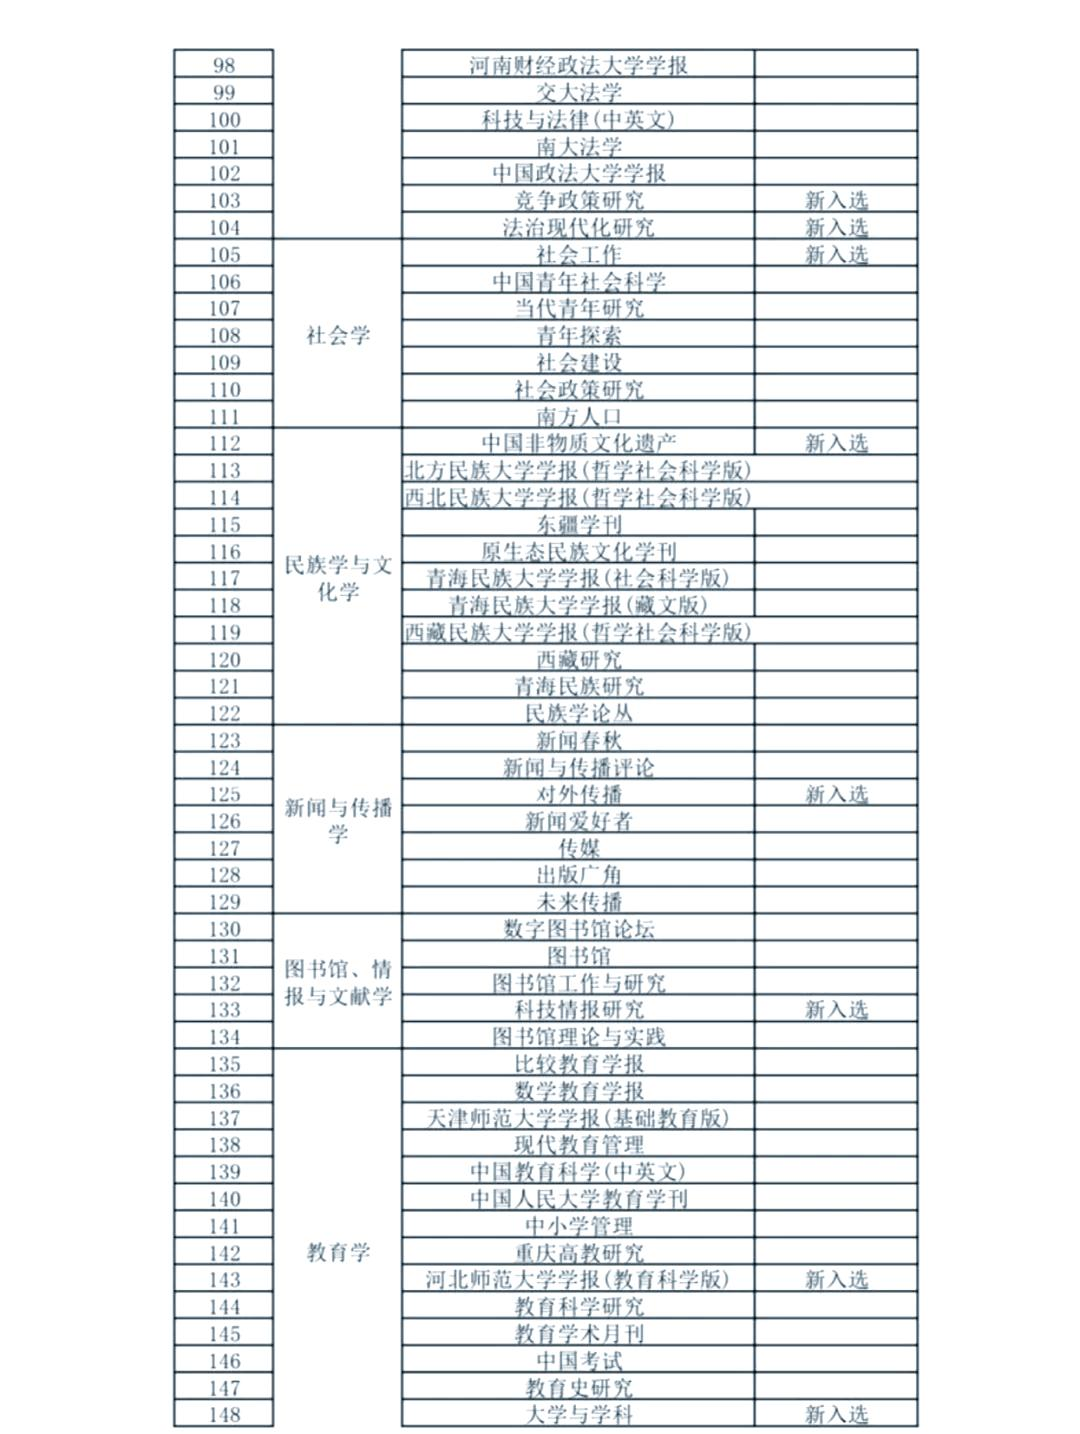 98 河南财经政法大学学报
99 交大法学
100 科技与法律(中英文)
101 南大法学
102 中国政法大学学报
103 竞争政策研究 新入选
104 法治现代化研究 新入选
105 社会工作 新入选
106 中国青年社会科学
107 当代青年研究
108 社会学 青年探索
109 社会建设
110 社会政策研究
111 南方人口
112 中国非物质文化遗产 新入选
113 北方民族大学学报(哲学社会科学版)
114 西北民族大学学报(哲学社会科学版)
115 东疆学刊
116 原生态民族文化学刊
民族学与文
117 青海民族大学学报(社会科学版)
化学
118 青海民族大学学报(藏文版)
119 西藏民族大学学报(哲学社会科学版)
120 西藏研究
121 青海民族研究
122 民族学论丛
123 新闻春秋
124 新闻与传播评论
125 对外传播 新入选
新闻与传播
126 新闻爱好者
学
127 传媒
128 出版广角
129 未来传播
130 数字图书馆论坛
131 图书馆
图书馆、情
132 图书馆工作与研究
报与文献学
133 科技情报研究 新入选
134 图书馆理论与实践
135 比较教育学报
136 数学教育学报
137 天津师范大学学报(基础教育版)
138 现代教育管理
139 中国教育科学(中英文)
140 中国人民大学教育学刊
141 中小学管理
142 教育学 重庆高教研究
143 河北师范大学学报(教育科学版) 新入选
144 教育科学研究
145 教育学术月刊
146 中国考试
147 教育史研究
148 大学与学科 新入选